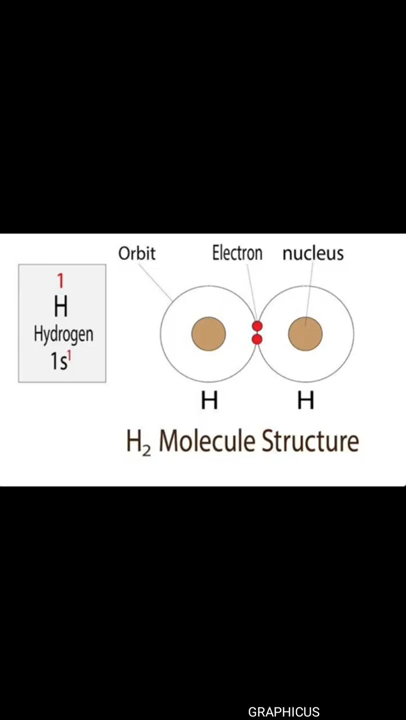 Orbit Electron nucleus
1
H
Hydrogen
1s¹
H H
H₂ Molecule Structure
GRAPHICUS